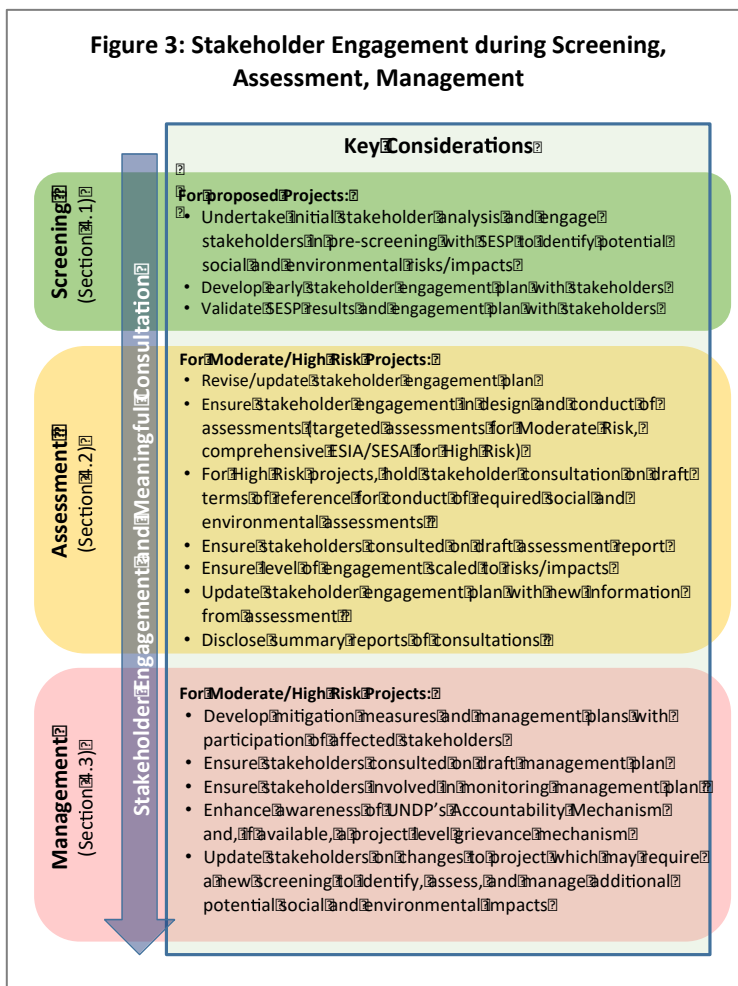 Figure 3: Stakeholder Engagement during Screening,
Assessment, Management
Key Considerations
Screening
(Section 4.1)
For proposed Projects:
• Undertake initial stakeholder analysis and engage
stakeholders in pre-screening with SESP to identify potential
social and environmental risks/impacts
• Develop early stakeholder engagement plan with stakeholders
• Validate SESP results and engagement plan with stakeholders
Stakeholder Engagement and Meaningful Consultation
Assessment
(Section 4.2)
For Moderate/High Risk Projects:
• Revise/update stakeholder engagement plan
• Ensure stakeholder engagement in design and conduct of
assessments (targeted assessments for Moderate Risk,
comprehensive ESIA/SESA for High Risk)
• For High Risk projects, hold stakeholder consultation on draft
terms of reference for conduct of required social and
environmental assessments
• Ensure stakeholders consulted on draft assessment report
• Ensure level of engagement scaled to risks/impacts
• Update stakeholder engagement plan with new information
from assessment
• Disclose summary reports of consultations
Management
(Section 4.3)
For Moderate/High Risk Projects:
• Develop mitigation measures and management plans with
participation of affected stakeholders
• Ensure stakeholders consulted on draft management plan
• Ensure stakeholders involved in monitoring management plan
• Enhance awareness of UNDP's Accountability Mechanism
and, if available, a project level grievance mechanism
• Update stakeholders on changes to project which may require
a new screening to identify, assess, and manage additional
potential social and environmental impacts